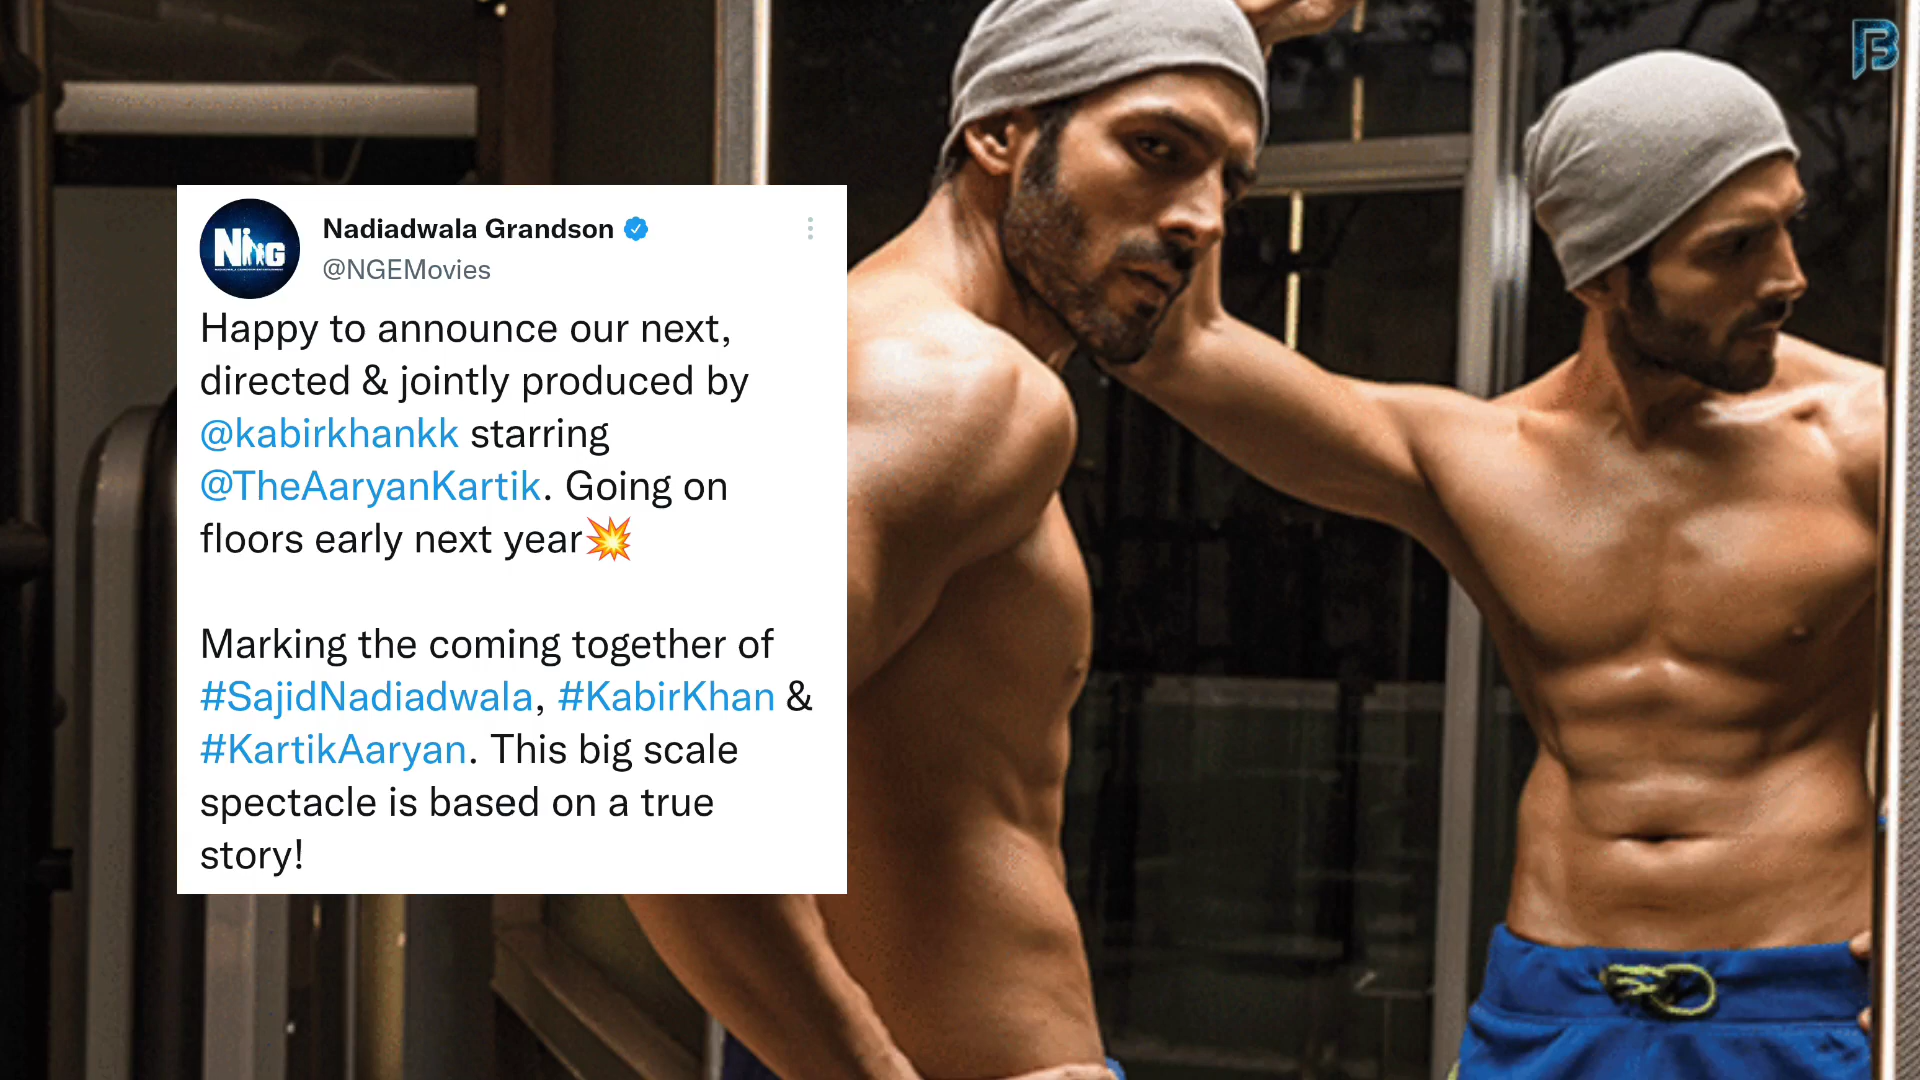 Nadiadwala Grandson
@NGEMovies
Happy to announce our next,
directed & jointly produced by
@kabirkhankk starring
@TheAaryanKartik. Going on
floors early next year💥
Marking the coming together of
#SajidNadiadwala, #KabirKhan &
#KartikAaryan. This big scale
spectacle is based on a true
story!